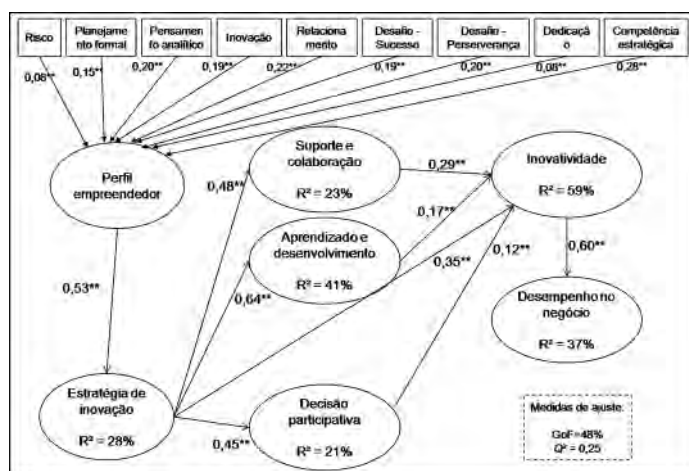 Risco
Planejame
nto formal
Pensament
o analítico
Inovação
Relaciona
mento
Desafio -
Sucesso
Desafio -
Perserverança
Dedicaçã
o
Competência
estratégica
0,08**
0,15**
0,20**
0,19**
0,22**
0,19**
0,20**
0,08**
0,28**
Perfil
empreendedor
Suporte e
colaboração
R² = 23%
Inovatividade
R² = 59%
0,48**
0,29**
0,17**
Aprendizado e
desenvolvimento
R² = 41%
0,35**
0,12**
0,60**
0,53**
0,64**
Desempenho no
negócio
R² = 37%
Estratégia de
inovação
R² = 28%
0,45**
Decisão
participativa
R² = 21%
Medidas de ajuste:
GoF=48%
Q² = 0,25